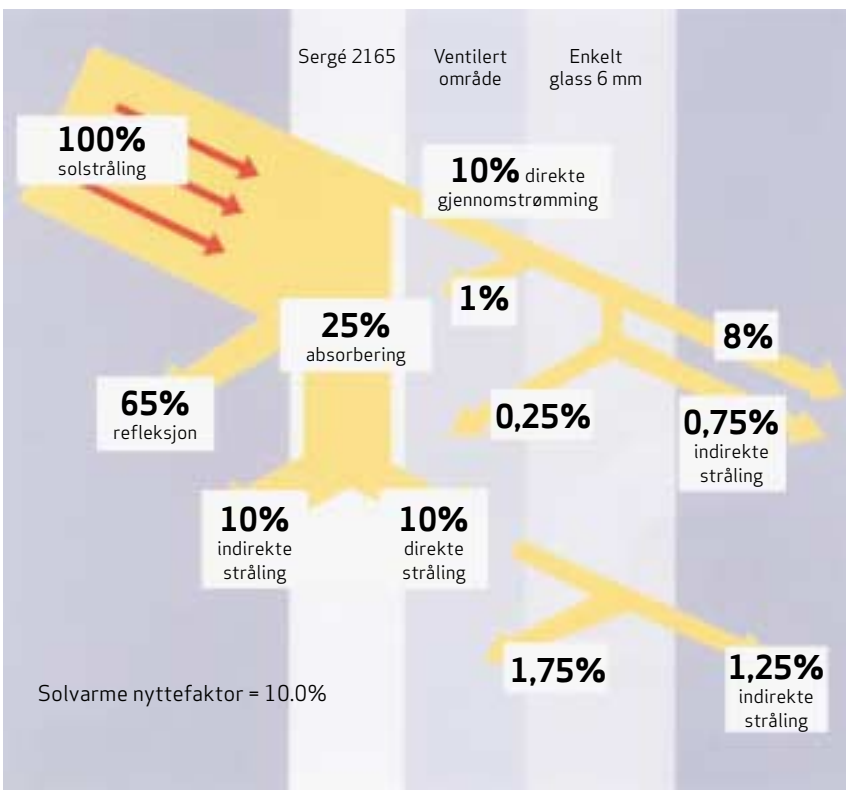 Sergé 2165
Ventilert
område
Enkelt
glass 6 mm
100%
solstråling
10% direkte
gjennomstrømming
1%
25%
absorbering
8%
65%
refleksjon
0,25%
0,75%
indirekte
stråling
10%
indirekte
stråling
10%
direkte
stråling
1,75%
1,25%
indirekte
stråling
Solvarme nyttefaktor = 10.0%